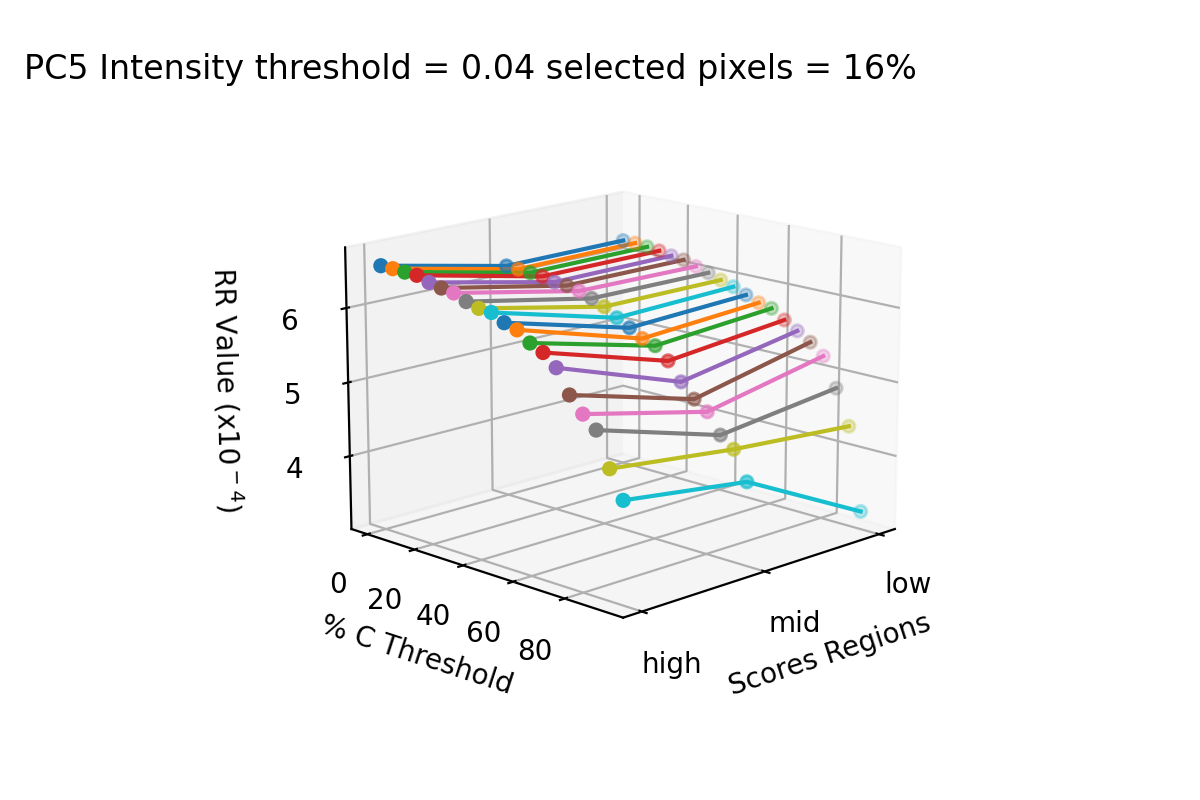 PC5 Intensity threshold = 0.04 selected pixels = 16%
RR Value (x10⁻⁴)
6
5
4
0
20
40
60
80
% C Threshold
high
mid
low
Scores Regions